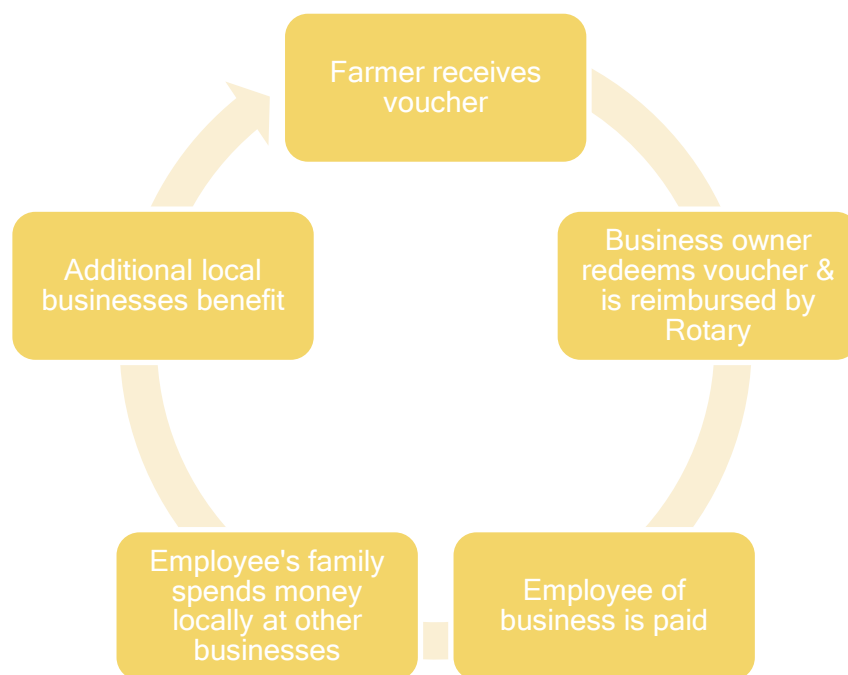 Farmer receives
voucher
Business owner
redeems voucher &
is reimbursed by
Rotary
Employee of
business is paid
Employee's family
spends money
locally at other
businesses
Additional local
businesses benefit